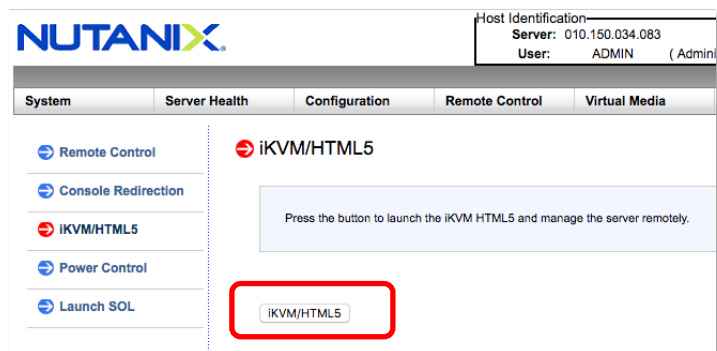 NUTANIX.
Host Identification
Server: 010.150.034.083
User: ADMIN ( Admini
System Server Health Configuration Remote Control Virtual Media
Remote Control
Console Redirection
iKVM/HTML5
Power Control
Launch SOL
iKVM/HTML5
Press the button to launch the iKVM HTML5 and manage the server remotely.
iKVM/HTML5